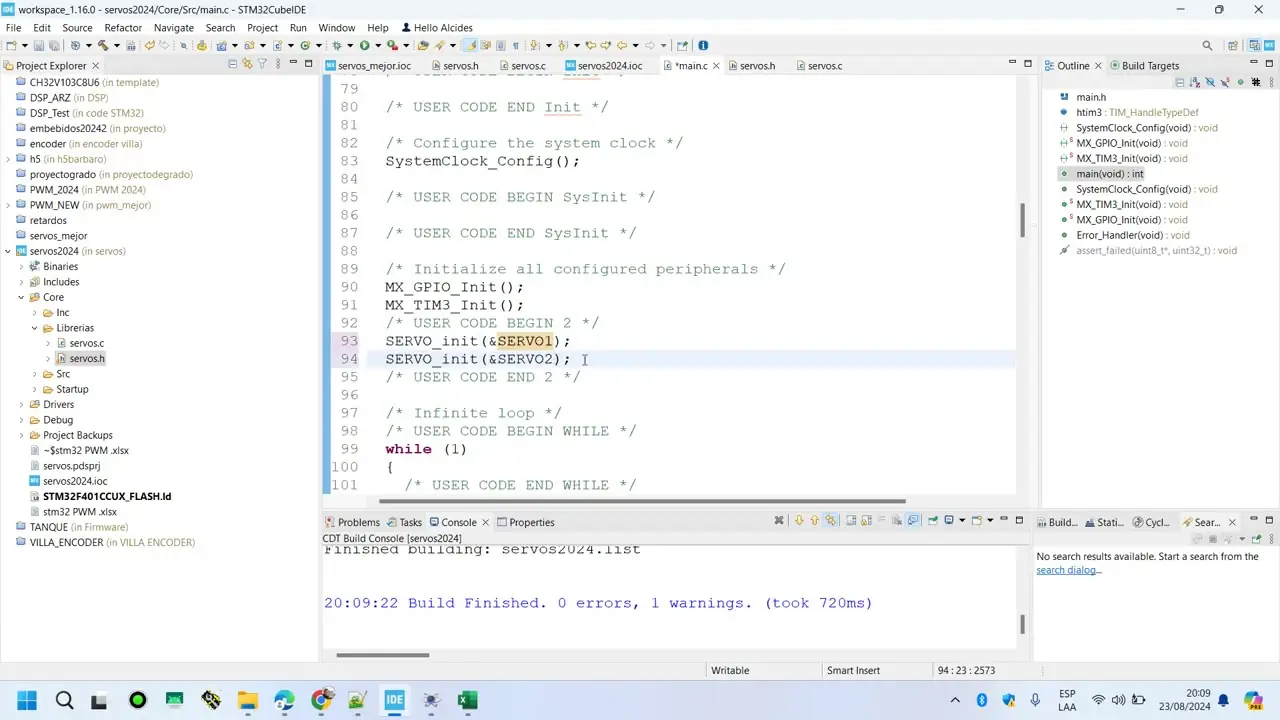 workspace_1.16.0 - servos2024/Core/Src/main.c - STM32CubeIDE
File Edit Source Refactor Navigate Search Project Run Window Help Hello Alcides
Project Explorer
CH32V103C8U6 (in template)
DSP_ARZ (in DSP)
DSP_Test (in code STM32)
embebidos20242 (in proyecto)
encoder (in encoder villa)
h5 (in h5barbaro)
proyectogrado (in proyectodegrado)
PWM_2024 (in PWM 2024)
PWM_NEW (in pwm_mejor)
retardos
servos_mejor
servos2024 (in servos)
Binaries
Includes
Core
Inc
Librerias
servos.c
servos.h
Src
Startup
Drivers
Debug
Project Backups
~$stm32 PWM .xlsx
servos.pdsprj
servos2024.ioc
STM32F401CCUX_FLASH.ld
stm32 PWM .xlsx
TANQUE (in Firmware)
VILLA_ENCODER (in VILLA ENCODER)
servos_mejor.ioc servos.h servos.c servos2024.ioc *main.c servos.h servos.c
79
80 /* USER CODE END Init */
81
82 /* Configure the system clock */
83 SystemClock_Config();
84
85 /* USER CODE BEGIN SysInit */
86
87 /* USER CODE END SysInit */
88
89 /* Initialize all configured peripherals */
90 MX_GPIO_Init();
91 MX_TIM3_Init();
92 /* USER CODE BEGIN 2 */
93 SERVO_init(&SERVO1);
94 SERVO_init(&SERVO2);
95 /* USER CODE END 2 */
96
97 /* Infinite loop */
98 /* USER CODE BEGIN WHILE */
99 while (1)
100 {
101 /* USER CODE END WHILE */
Outline Build Targets
main.h
htim3 : TIM_HandleTypeDef
SystemClock_Config(void) : void
MX_GPIO_Init(void) : void
MX_TIM3_Init(void) : void
main(void) : int
SystemClock_Config(void) : void
MX_TIM3_Init(void) : void
MX_GPIO_Init(void) : void
Error_Handler(void) : void
assert_failed(uint8_t*, uint32_t) : void
Problems Tasks Console Properties
CDT Build Console [servos2024]
Finished building: servos2024.list
20:09:22 Build Finished. 0 errors, 1 warnings. (took 720ms)
Build... Stati... Cycl... Sear...
No search results available. Start a search from the
search dialog...
Writable Smart Insert 94 : 23 : 2573
IDE
ESP
LAA
20:09
23/08/2024